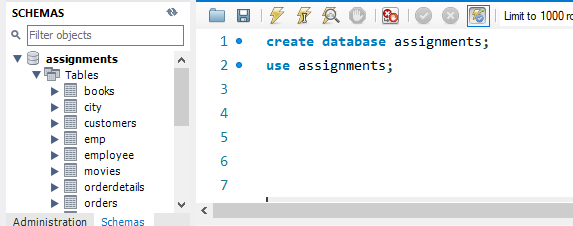 SCHEMAS
Filter objects
assignments
Tables
books
city
customers
emp
employee
movies
orderdetails
orders
Administration Schemas
Limit to 1000 ro
1 create database assignments;
2 use assignments;
3
4
5
6
7